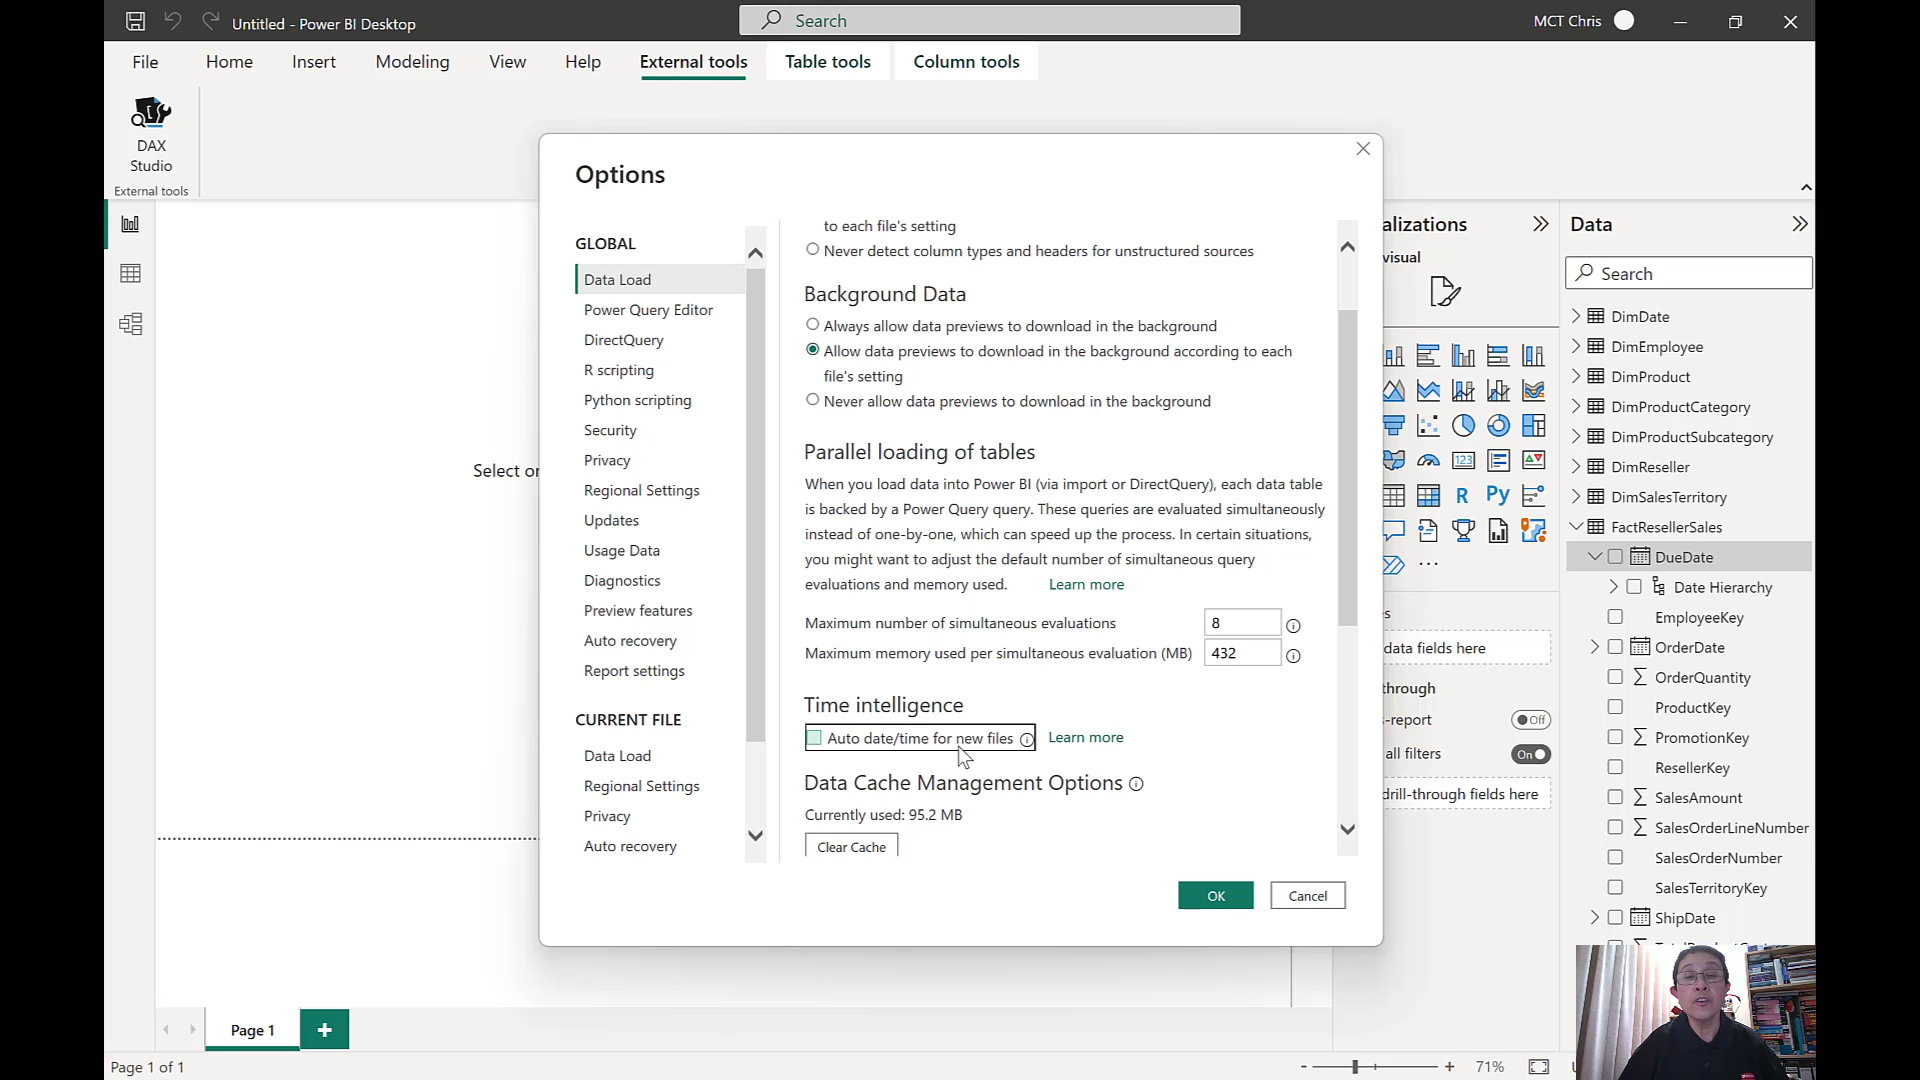 Untitled - Power BI Desktop
Search
MCT Chris
File
Home
Insert
Modeling
View
Help
External tools
Table tools
Column tools
DAX
Studio
External tools
Options
GLOBAL
Data Load
Power Query Editor
DirectQuery
R scripting
Python scripting
Security
Privacy
Regional Settings
Updates
Usage Data
Diagnostics
Preview features
Auto recovery
Report settings
CURRENT FILE
Data Load
Regional Settings
Privacy
Auto recovery
to each file's setting
Never detect column types and headers for unstructured sources
Background Data
Always allow data previews to download in the background
Allow data previews to download in the background according to each
file's setting
Never allow data previews to download in the background
Parallel loading of tables
When you load data into Power BI (via import or DirectQuery), each data table
is backed by a Power Query query. These queries are evaluated simultaneously
instead of one-by-one, which can speed up the process. In certain situations,
you might want to adjust the default number of simultaneous query
evaluations and memory used. Learn more
Maximum number of simultaneous evaluations 8
Maximum memory used per simultaneous evaluation (MB) 432
Time intelligence
Auto date/time for new files Learn more
Data Cache Management Options
Currently used: 95.2 MB
Clear Cache
OK
Cancel
Select or
alizations
visual
123
R
Py
es
data fields here
through
s-report Off
all filters On
drill-through fields here
Data
Search
DimDate
DimEmployee
DimProduct
DimProductCategory
DimProductSubcategory
DimReseller
DimSalesTerritory
FactResellerSales
DueDate
Date Hierarchy
EmployeeKey
OrderDate
OrderQuantity
ProductKey
PromotionKey
ResellerKey
SalesAmount
SalesOrderLineNumber
SalesOrderNumber
SalesTerritoryKey
ShipDate
Page 1
Page 1 of 1
71%